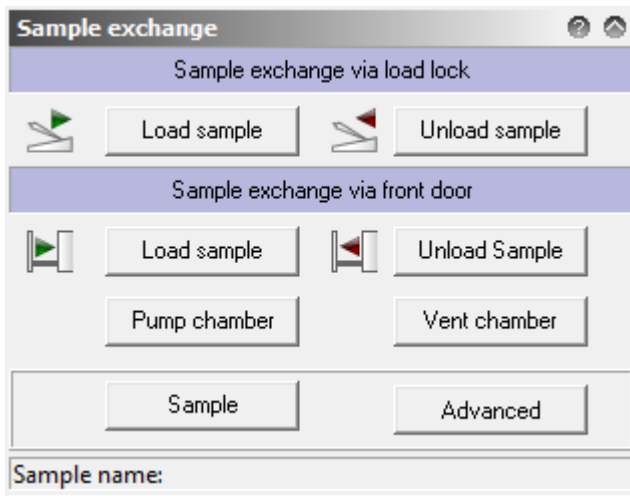 Sample exchange
Sample exchange via load lock
Load sample Unload sample
Sample exchange via front door
Load sample Unload Sample
Pump chamber Vent chamber
Sample Advanced
Sample name: